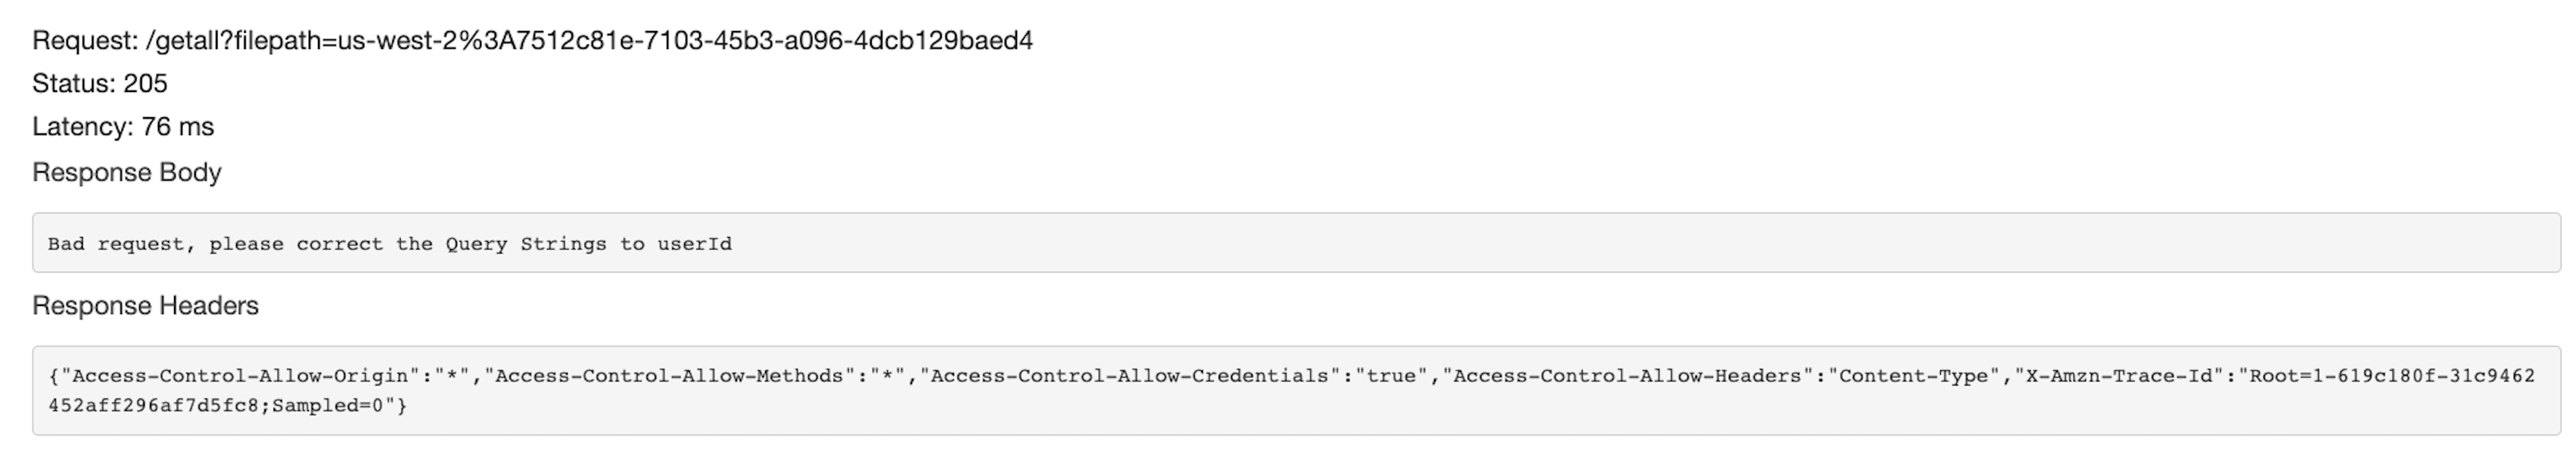 Request: /getall?filepath=us-west-2%3A7512c81e-7103-45b3-a096-4dcb129baed4
Status: 205
Latency: 76 ms
Response Body
Bad request, please correct the Query Strings to userId
Response Headers
{"Access-Control-Allow-Origin":"*","Access-Control-Allow-Methods":"*","Access-Control-Allow-Credentials":"true","Access-Control-Allow-Headers":"Content-Type","X-Amzn-Trace-Id":"Root=1-619c180f-31c9462
452aff296af7d5fc8;Sampled=0"}